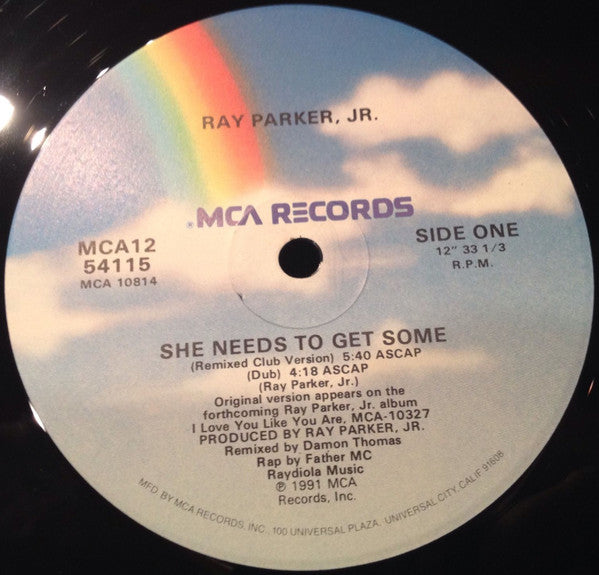 RAY PARKER, JR.
® MCA RECORDS
MCA12
54115
MCA 10814
SIDE ONE
12" 33 1/3
R.P.M.
SHE NEEDS TO GET SOME
(Remixed Club Version) 5:40 ASCAP
(Dub) 4:18 ASCAP
(Ray Parker, Jr.)
Original version appears on the
forthcoming Ray Parker, Jr. album
I Love You Like You Are, MCA-10327
PRODUCED BY RAY PARKER, JR.
Remixed by Damon Thomas
Rap by Father MC
Raydiola Music
℗ 1991 MCA
Records, Inc.
MFD. BY MCA RECORDS, INC., 100 UNIVERSAL PLAZA, UNIVERSAL CITY, CALIF 91608